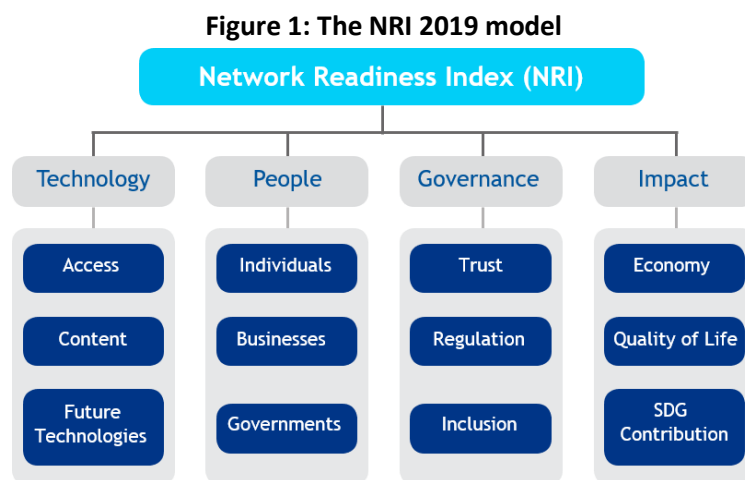 Figure 1: The NRI 2019 model
Network Readiness Index (NRI)
Technology
People
Governance
Impact
Access
Individuals
Trust
Economy
Content
Businesses
Regulation
Quality of Life
Future
Technologies
Governments
Inclusion
SDG
Contribution